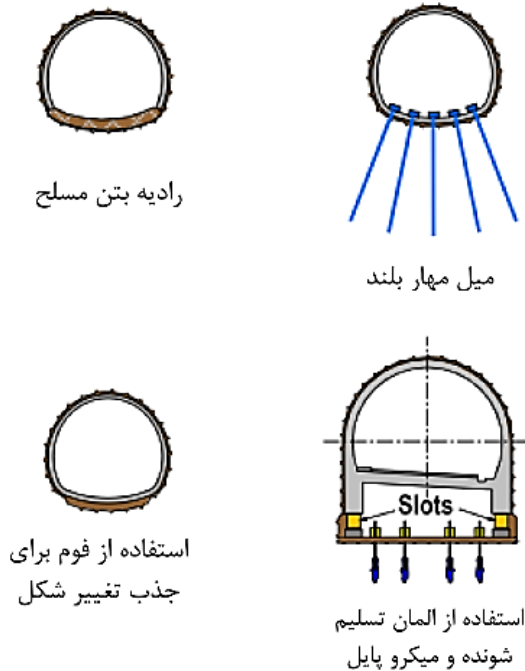 رادیه بتن مسلح
میل مهار بلند
استفاده از فوم برای
جذب تغییر شکل
Slots
استفاده از المان تسلیم
شونده و میکرو پایل